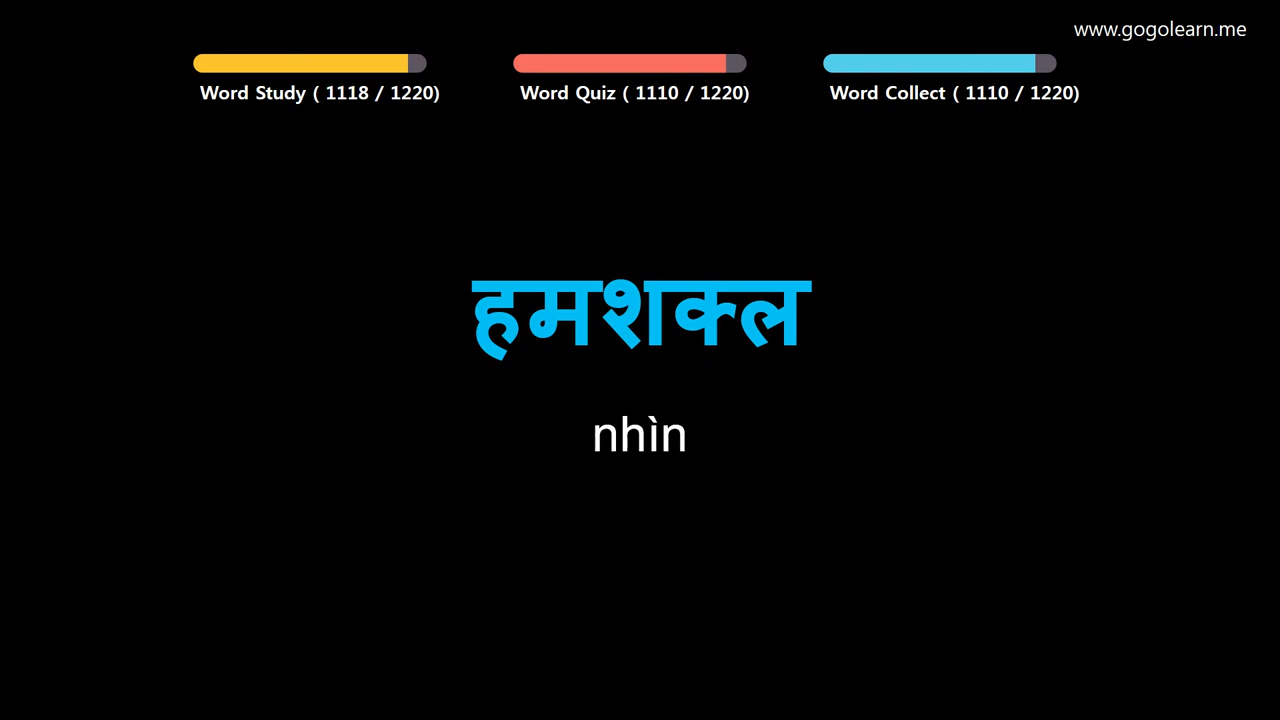 www.gogolearn.me
Word Study ( 1118 / 1220)
Word Quiz ( 1110 / 1220)
Word Collect ( 1110 / 1220)
हमशक्ल
nhìn